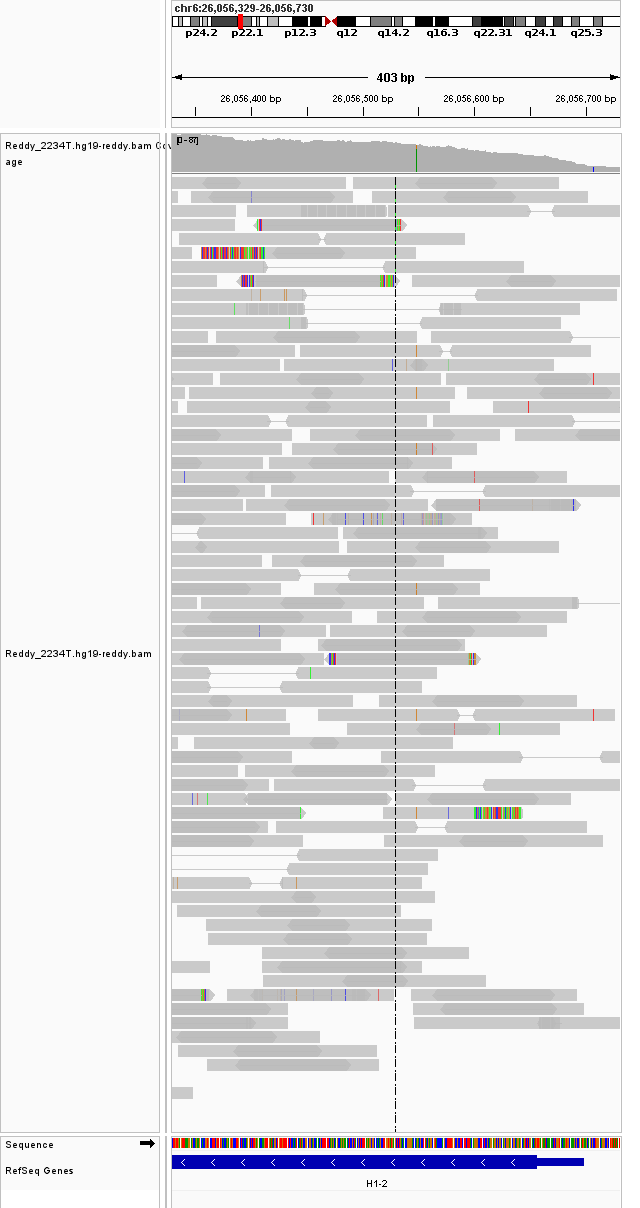 chr6:26,056,329-26,056,730
p24.2 p22.1 p12.3 q12 q14.2 q16.3 q22.31 q24.1 q25.3
403 bp
26,056,400 bp 26,056,500 bp 26,056,600 bp 26,056,700 bp
[0 - 87]
Reddy_2234T.hg19-reddy.bam Cov
age
Reddy_2234T.hg19-reddy.bam
Sequence
RefSeq Genes
H1-2